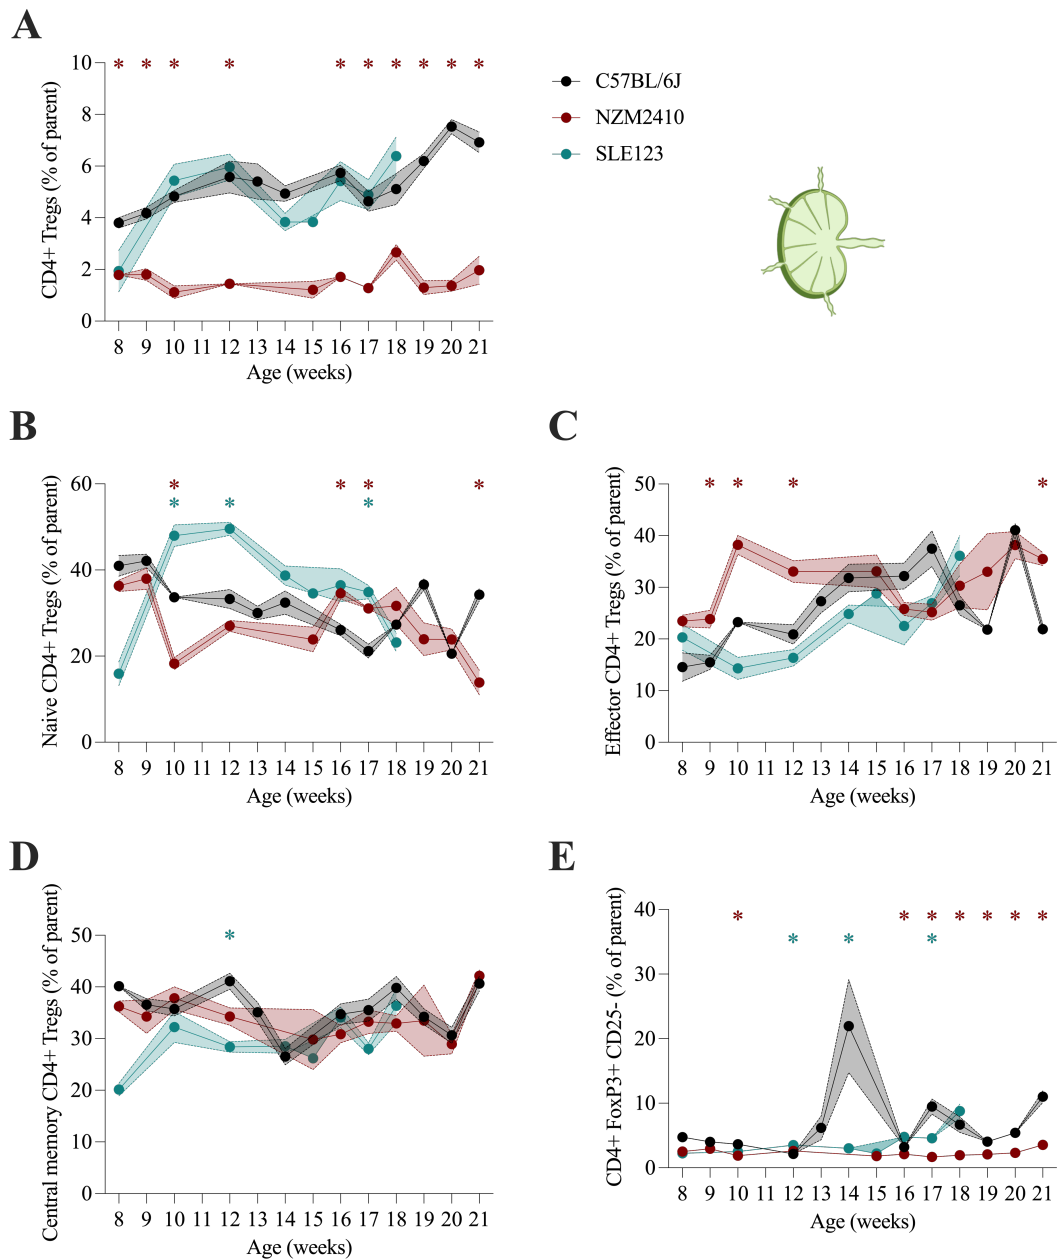 A
CD4+ Tregs (% of parent)
10
8
6
4
2
0
* * * * * * * * * *
8 9 10 11 12 13 14 15 16 17 18 19 20 21
Age (weeks)
C57BL/6J
NZM2410
SLE123
B
Naive CD4+ Tregs (% of parent)
60
40
20
0
* * * *
* * *
8 9 10 11 12 13 14 15 16 17 18 19 20 21
Age (weeks)
C
Effector CD4+ Tregs (% of parent)
50
40
30
20
10
0
* * * *
8 9 10 11 12 13 14 15 16 17 18 19 20 21
Age (weeks)
D
Central memory CD4+ Tregs (% of parent)
50
40
30
20
10
0
*
8 9 10 11 12 13 14 15 16 17 18 19 20 21
Age (weeks)
E
CD4+ FoxP3+ CD25- (% of parent)
40
30
20
10
0
* * * * * * *
* * *
8 9 10 11 12 13 14 15 16 17 18 19 20 21
Age (weeks)